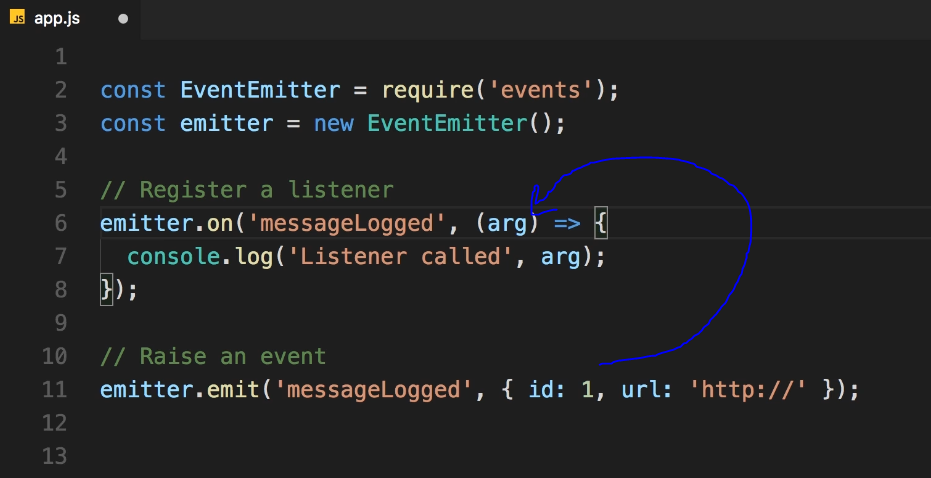 JS app.js
1
2 const EventEmitter = require('events');
3 const emitter = new EventEmitter();
4
5 // Register a listener
6 emitter.on('messageLogged', (arg) => {
7   console.log('Listener called', arg);
8 });
9
10 // Raise an event
11 emitter.emit('messageLogged', { id: 1, url: 'http://' });
12
13